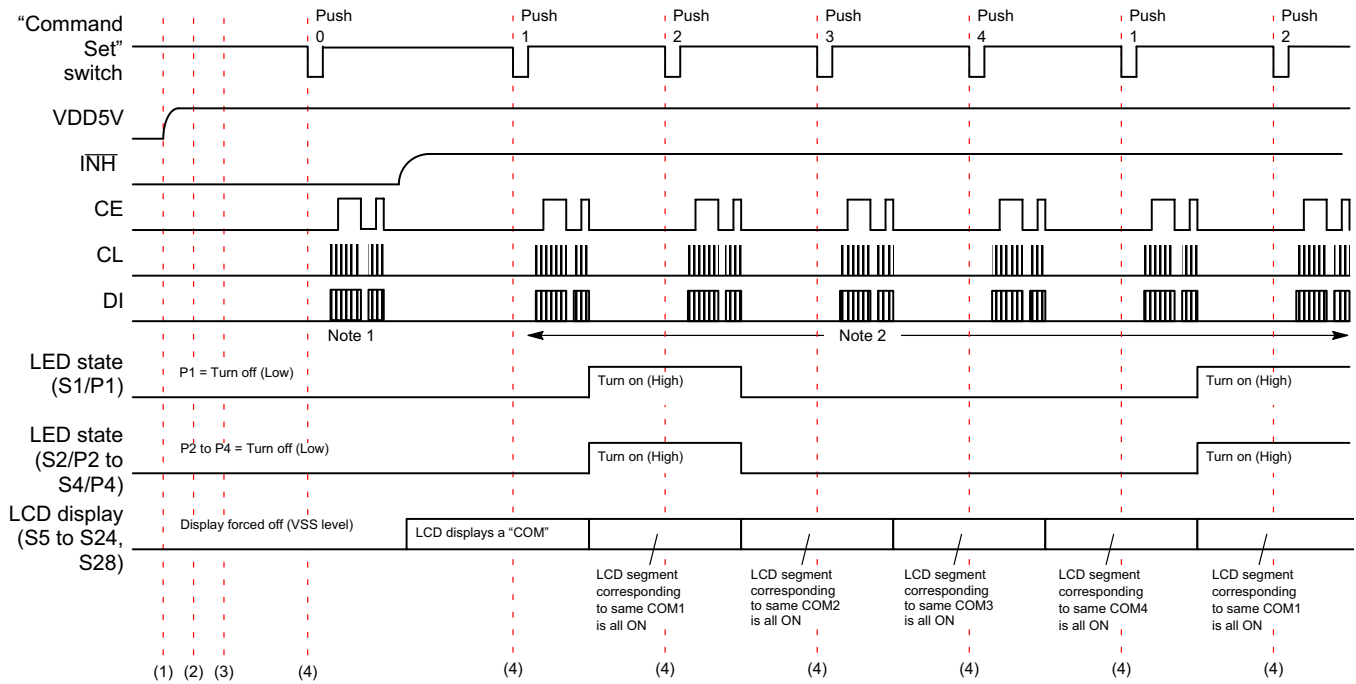 "Command
Set"
switch
Push
0
Push
1
Push
2
Push
3
Push
4
Push
1
Push
2
VDD5V
INH
CE
CL
DI
Note 1
Note 2
LED state
(S1/P1)
P1 = Turn off (Low)
Turn on (High)
Turn on (High)
LED state
(S2/P2 to
S4/P4)
P2 to P4 = Turn off (Low)
Turn on (High)
Turn on (High)
LCD display
(S5 to S24,
S28)
Display forced off (VSS level)
LCD displays a "COM"
LCD segment
corresponding
to same COM1
is all ON
LCD segment
corresponding
to same COM2
is all ON
LCD segment
corresponding
to same COM3
is all ON
LCD segment
corresponding
to same COM4
is all ON
LCD segment
corresponding
to same COM1
is all ON
(1) (2) (3) (4) (4) (4) (4) (4) (4) (4)